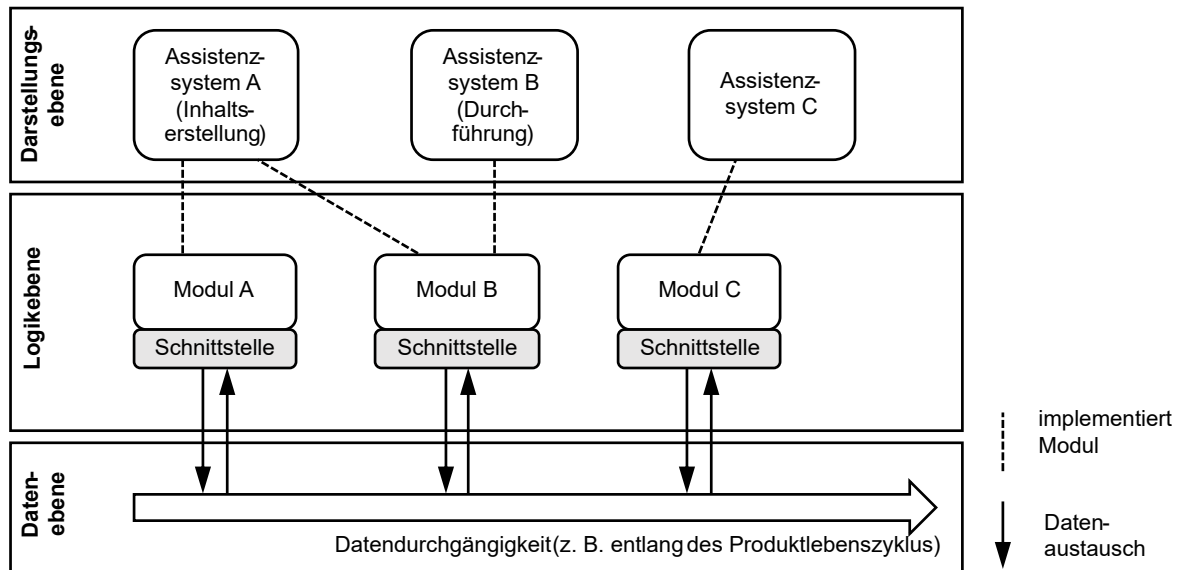 Darstellungs-
ebene
Assistenz-
system A
(Inhalts-
erstellung)
Assistenz-
system B
(Durch-
führung)
Assistenz-
system C
Logikebene
Modul A
Schnittstelle
Modul B
Schnittstelle
Modul C
Schnittstelle
Daten-
ebene
Datendurchgängigkeit(z. B. entlang des Produktlebenszyklus)
implementiert
Modul
Daten-
austausch